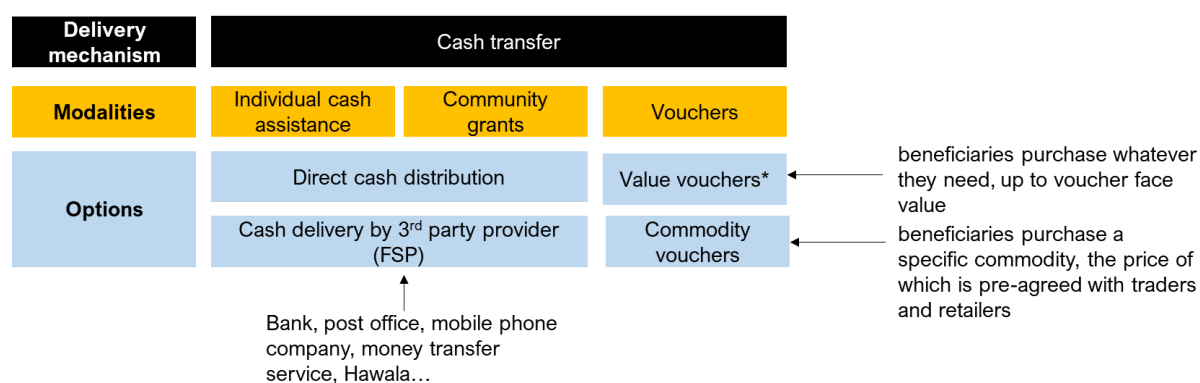 Delivery
mechanism
Cash transfer
Modalities
Individual cash
assistance
Community
grants
Vouchers
Options
Direct cash distribution
Value vouchers*
beneficiaries purchase whatever
they need, up to voucher face
value
Cash delivery by 3rd party provider
(FSP)
Commodity
vouchers
beneficiaries purchase a
specific commodity, the price of
which is pre-agreed with traders
and retailers
Bank, post office, mobile phone
company, money transfer
service, Hawala…